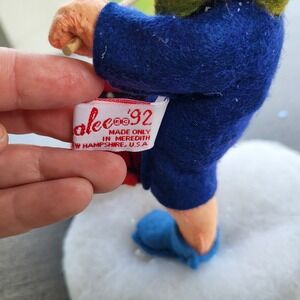 alee '92
MADE ONLY
IN MEREDITH
W HAMPSHIRE, U.S.A